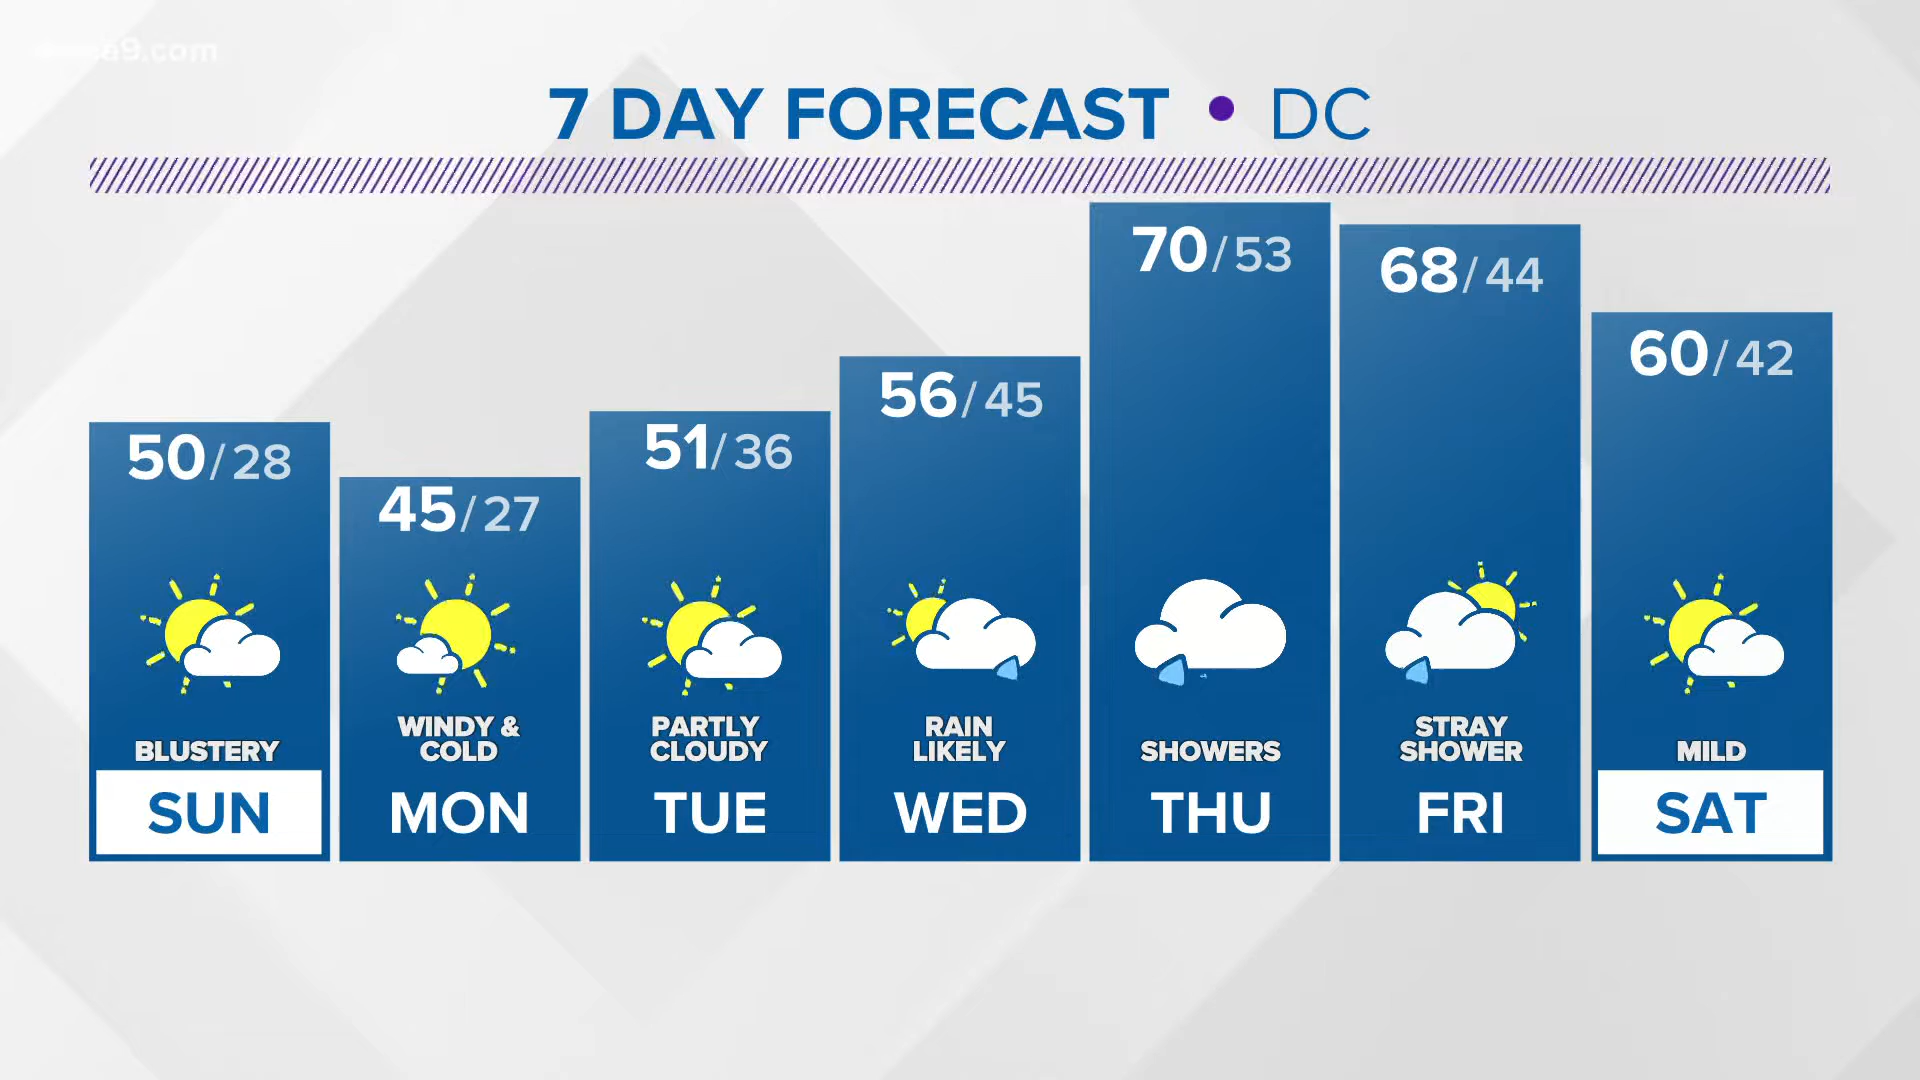 7 DAY FORECAST • DC
50/28
BLUSTERY
SUN
45/27
WINDY &
COLD
MON
51/36
PARTLY
CLOUDY
TUE
56/45
RAIN
LIKELY
WED
70/53
SHOWERS
THU
68/44
STRAY
SHOWER
FRI
60/42
MILD
SAT